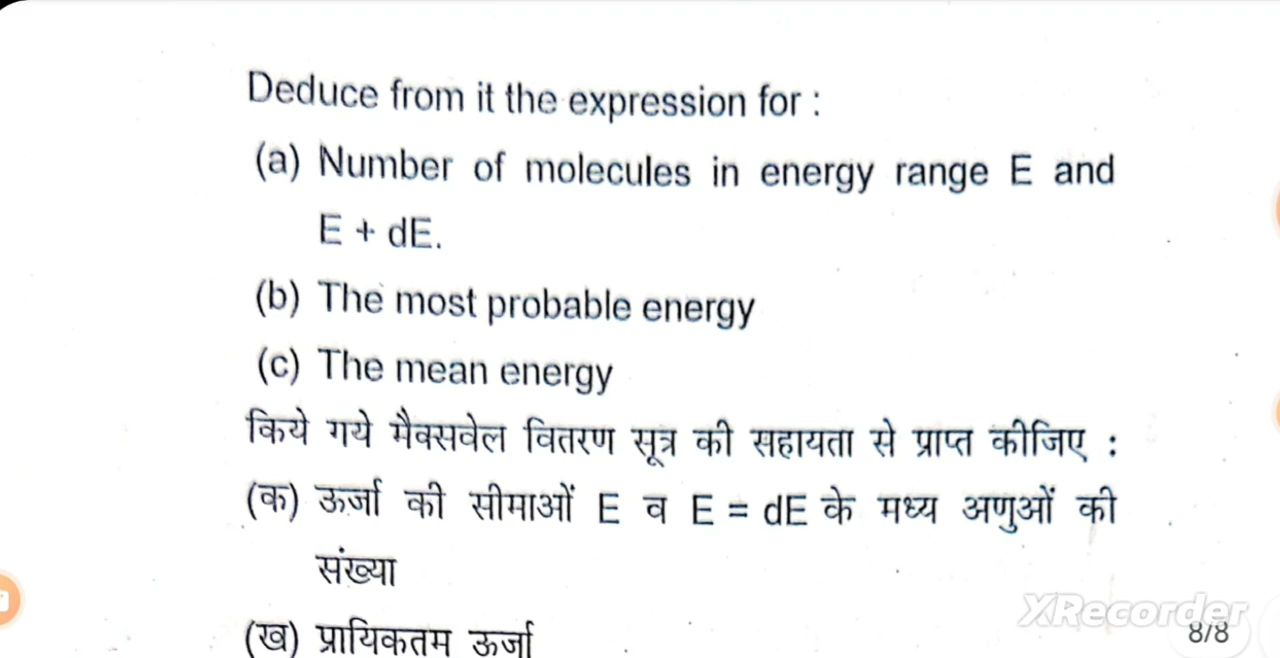 Deduce from it the expression for :
(a) Number of molecules in energy range E and
E + dE.
(b) The most probable energy
(c) The mean energy
किये गये मैक्सवेल वितरण सूत्र की सहायता से प्राप्त कीजिए :
(क) ऊर्जा की सीमाओं E व E = dE के मध्य अणुओं की
संख्या
(ख) प्रायिकतम ऊर्जा
XRecorder
8/8